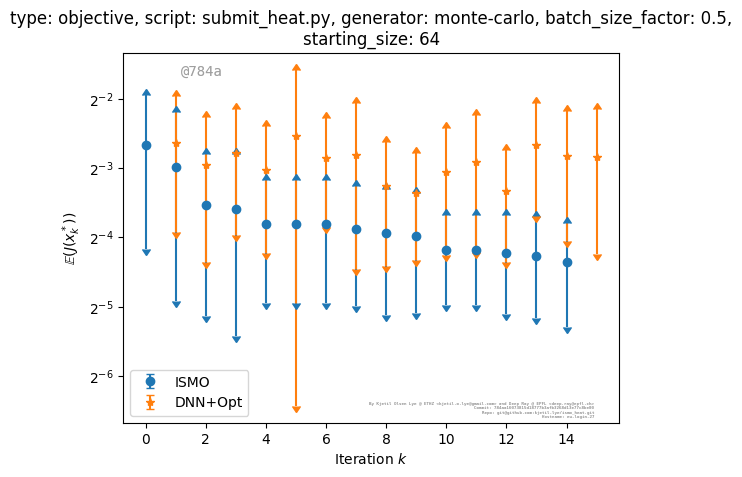 type: objective, script: submit_heat.py, generator: monte-carlo, batch_size_factor: 0.5,
starting_size: 64
@784a
2^{-2}
2^{-3}
2^{-4}
2^{-5}
2^{-6}
𝔼(J(x_k^*))
ISMO
DNN+Opt
0 2 4 6 8 10 12 14
Iteration k